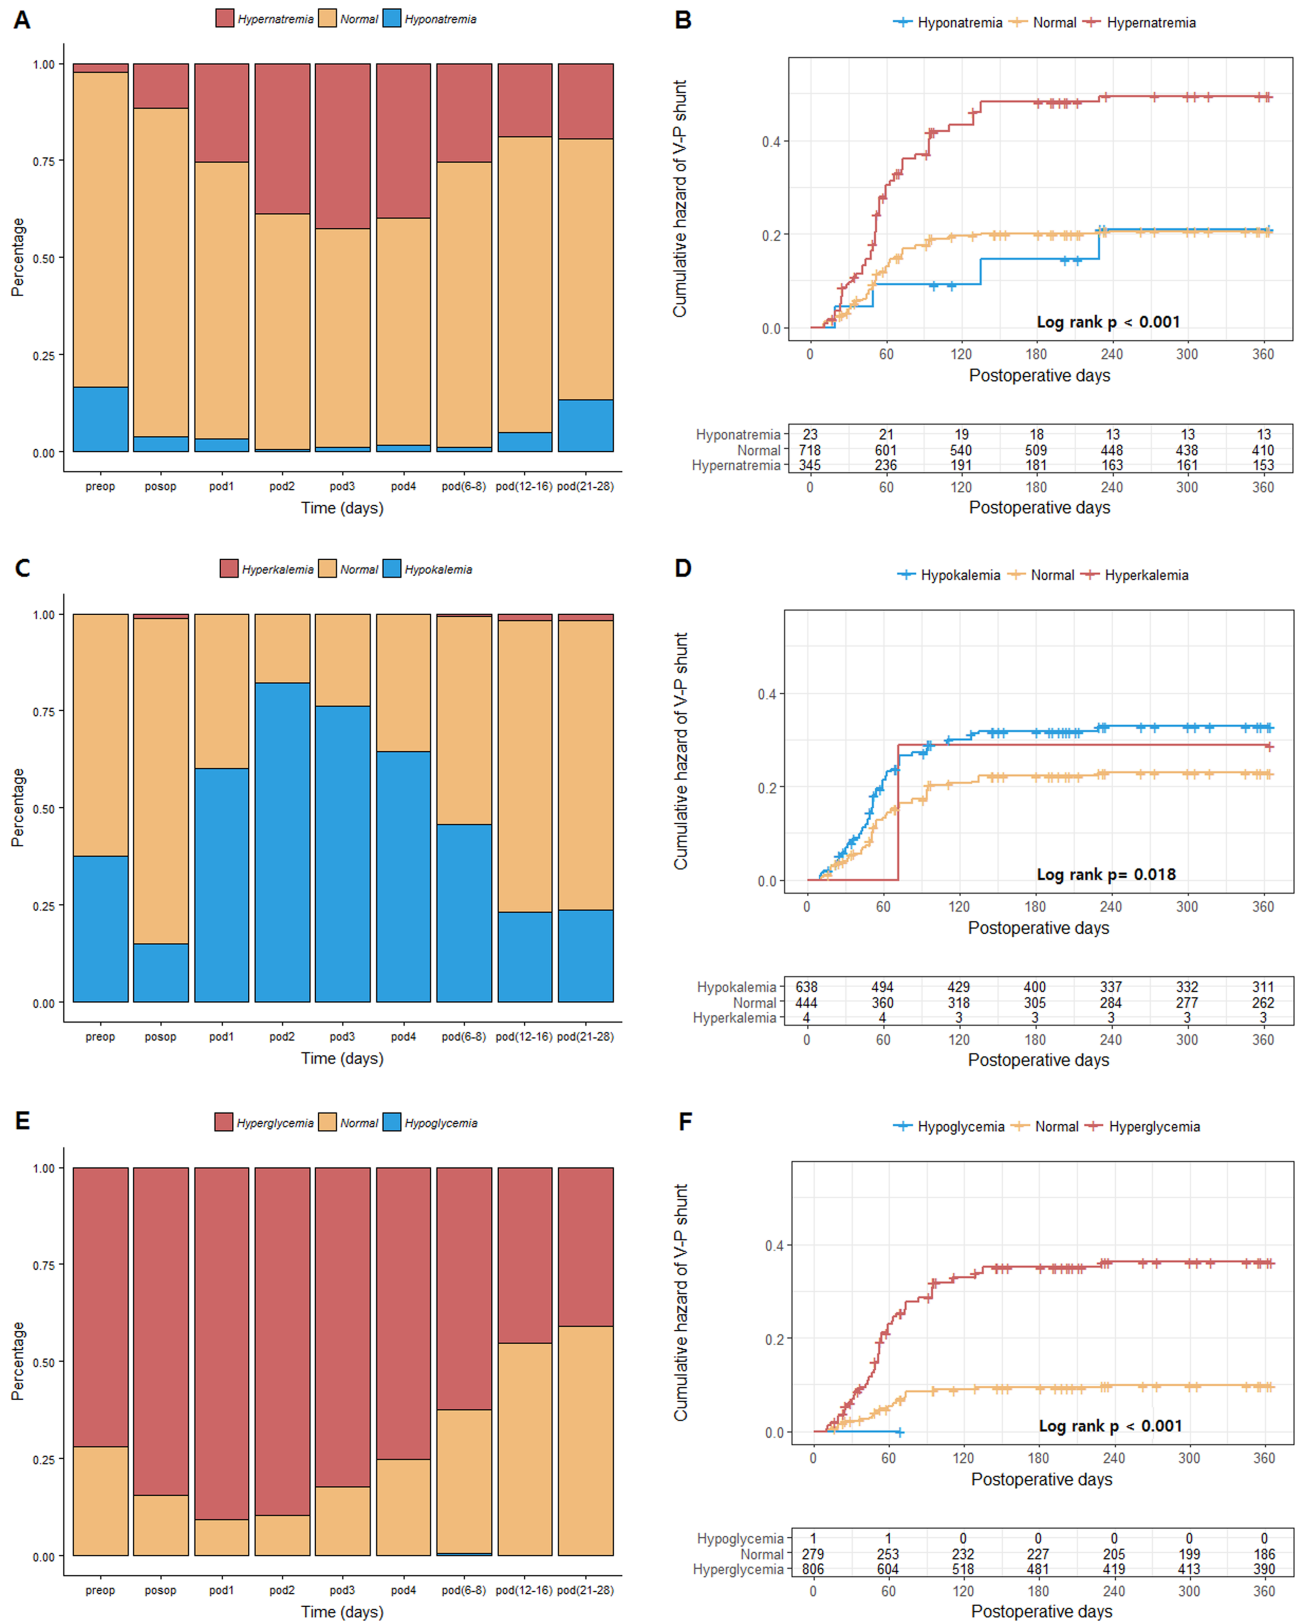 A
Hypernatremia Normal Hyponatremia
1.00
0.75
0.50
0.25
0.00
Percentage
preop posop pod1 pod2 pod3 pod4 pod(6-8) pod(12-16) pod(21-28)
Time (days)
B
Hyponatremia Normal Hypernatremia
Cumulative hazard of V-P shunt
0.4
0.2
0.0
Log rank p < 0.001
0 60 120 180 240 300 360
Postoperative days
Hyponatremia 23 21 19 18 13 13 13
Normal 718 601 540 509 448 438 410
Hypernatremia 345 236 191 181 163 161 153
0 60 120 180 240 300 360
Postoperative days
C
Hyperkalemia Normal Hypokalemia
1.00
0.75
0.50
0.25
0.00
Percentage
preop posop pod1 pod2 pod3 pod4 pod(6-8) pod(12-16) pod(21-28)
Time (days)
D
Hypokalemia Normal Hyperkalemia
Cumulative hazard of V-P shunt
0.4
0.2
0.0
Log rank p= 0.018
0 60 120 180 240 300 360
Postoperative days
Hypokalemia 638 494 429 400 337 332 311
Normal 444 360 318 305 284 277 262
Hyperkalemia 4 4 3 3 3 3 3
0 60 120 180 240 300 360
Postoperative days
E
Hyperglycemia Normal Hypoglycemia
1.00
0.75
0.50
0.25
0.00
Percentage
preop posop pod1 pod2 pod3 pod4 pod(6-8) pod(12-16) pod(21-28)
Time (days)
F
Hypoglycemia Normal Hyperglycemia
Cumulative hazard of V-P shunt
0.4
0.2
0.0
Log rank p < 0.001
0 60 120 180 240 300 360
Postoperative days
Hypoglycemia 1 1 0 0 0 0 0
Normal 279 253 232 227 205 199 186
Hyperglycemia 806 604 518 481 419 413 390
0 60 120 180 240 300 360
Postoperative days